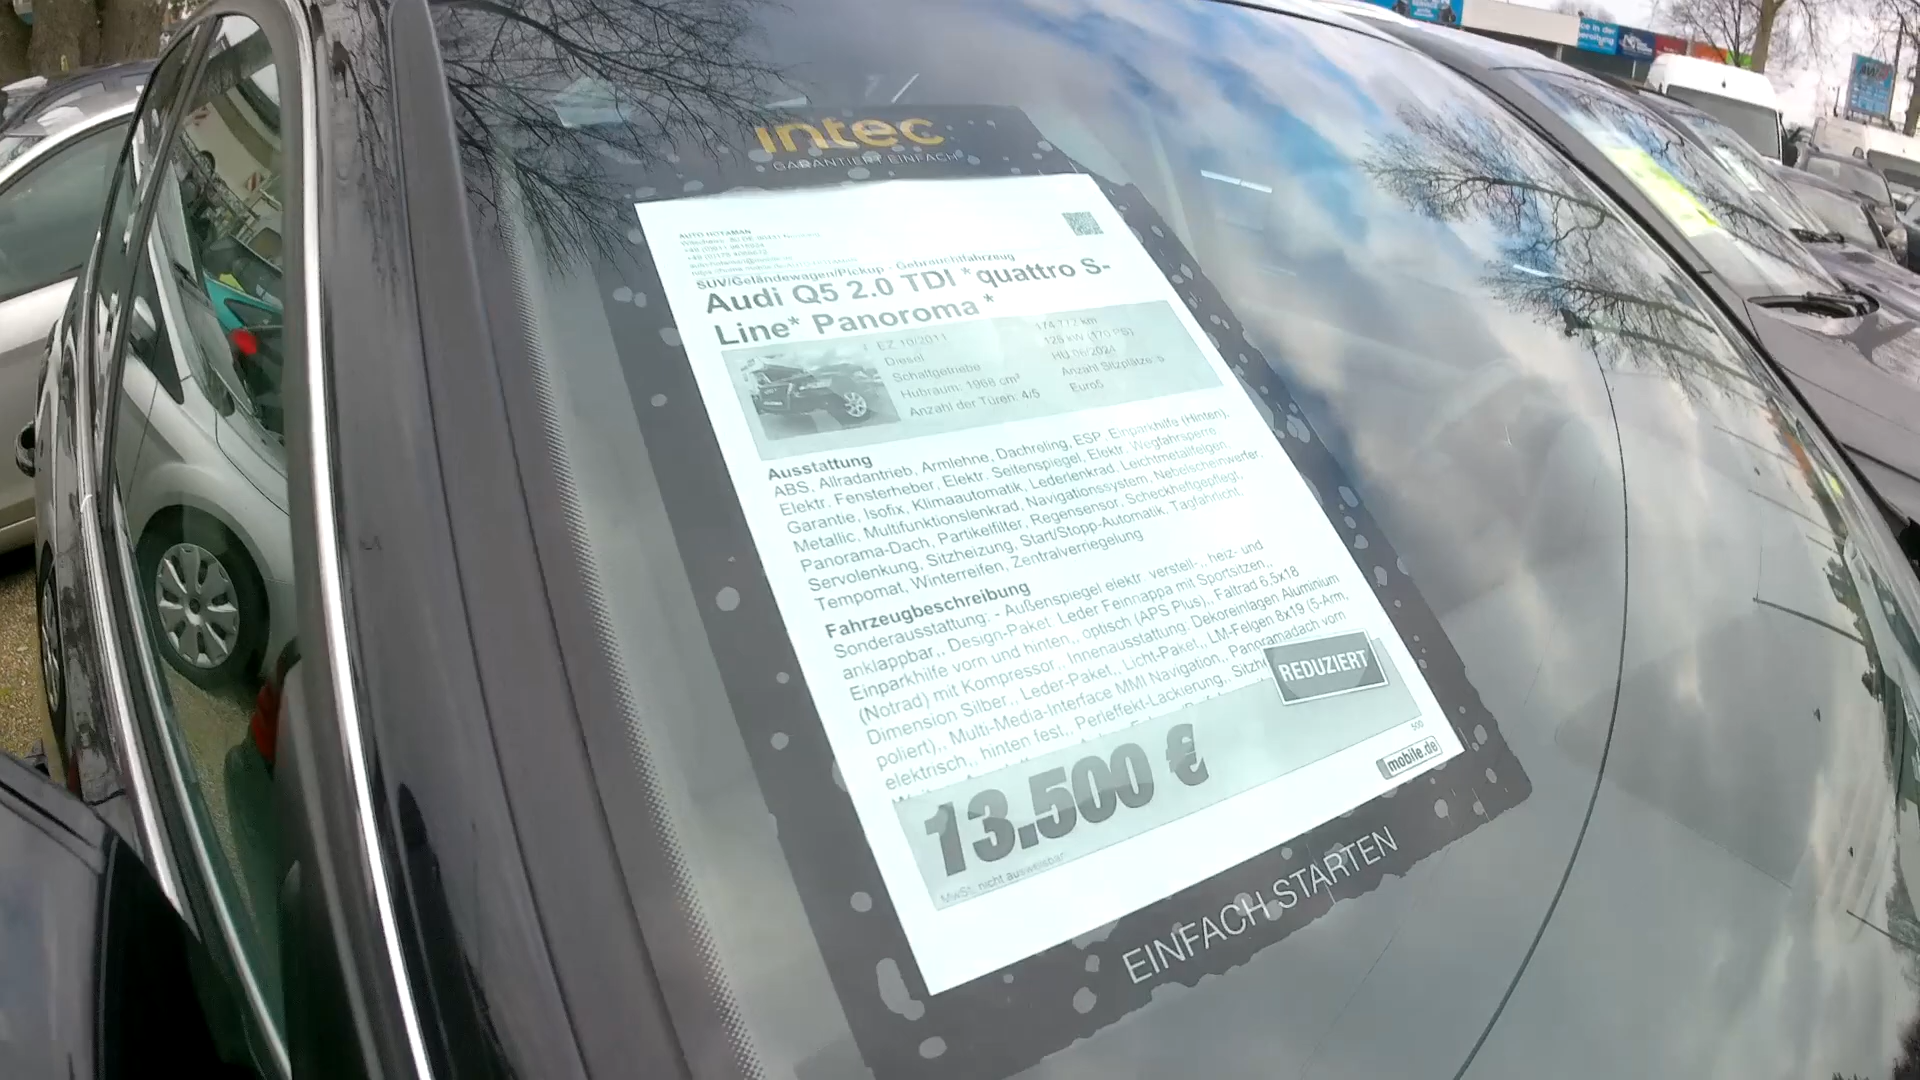 intec
GARANTIERT EINFACH
AUTO HOTAMAN
SUV/Geländewagen/Pickup - Gebrauchtfahrzeug
Audi Q5 2.0 TDI * quattro S-
Line* Panoroma *
EZ 10/2011
Diesel
Schaltgetriebe
Hubraum: 1968 cm³
Anzahl der Türen: 4/5
174.772 km
125 kW (170 PS)
HU 06/2024
Anzahl Sitzplätze: 5
Euro5
Ausstattung
ABS, Allradantrieb, Armlehne, Dachreling, ESP, Einparkhilfe (Hinten),
Elektr. Fensterheber, Elektr. Seitenspiegel, Elektr. Wegfahrsperre,
Garantie, Isofix, Klimaautomatik, Lederlenkrad, Leichtmetallfelgen,
Metallic, Multifunktionslenkrad, Navigationssystem, Nebelscheinwerfer,
Panorama-Dach, Partikelfilter, Regensensor, Scheckheftgepflegt,
Servolenkung, Sitzheizung, Start/Stopp-Automatik, Tagfahrlicht,
Tempomat, Winterreifen, Zentralverriegelung
Fahrzeugbeschreibung
Sonderausstattung: - Außenspiegel elektr. verstell-, heiz- und
anklappbar,, Design-Paket Leder Feinnappa mit Sportsitzen,,
Einparkhilfe vorn und hinten,, optisch (APS Plus),, Faltrad 6,5x18
(Notrad) mit Kompressor,, Innenausstattung: Dekoreinlagen Aluminium
Dimension Silber,, Leder-Paket,, Licht-Paket,, LM-Felgen 8x19 (5-Arm,
poliert),, Multi-Media-Interface MMI Navigation,, Panoramadach vorn
elektrisch,, hinten fest,, Perleffekt-Lackierung,,
REDUZIERT
13.500 €
MwSt. nicht ausweisbar
500
mobile.de
EINFACH STARTEN